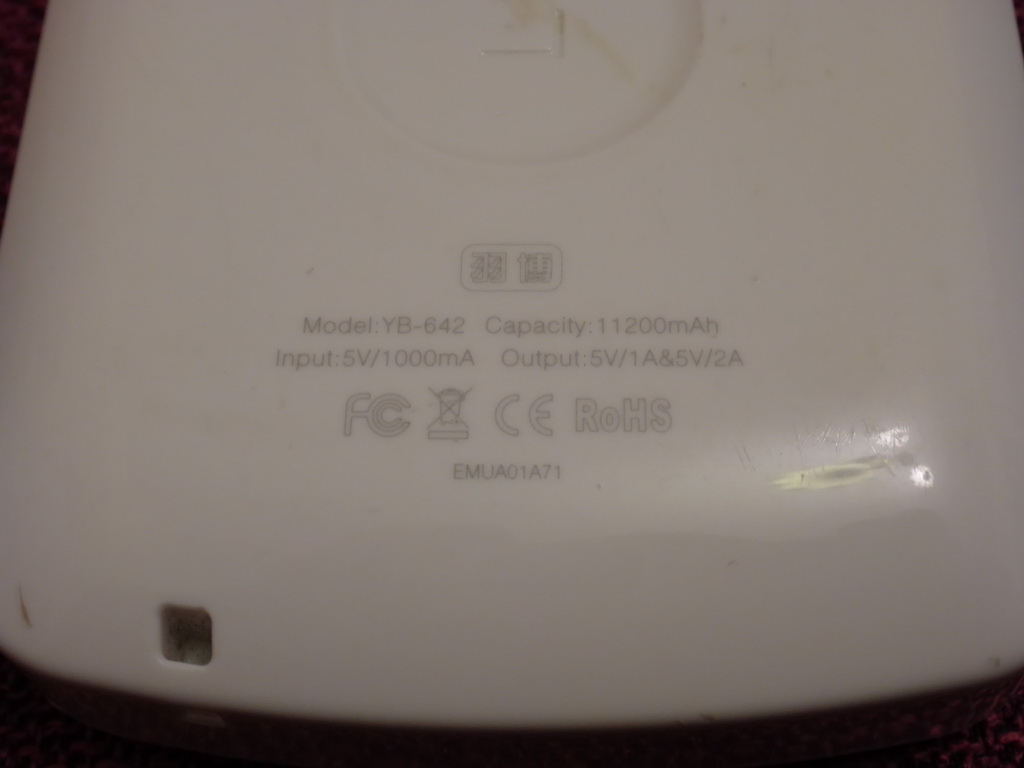 羽博
Model:YB-642 Capacity:11200mAh
Input:5V/1000mA Output:5V/1A&5V/2A
FC CE RoHS
EMUA01A71